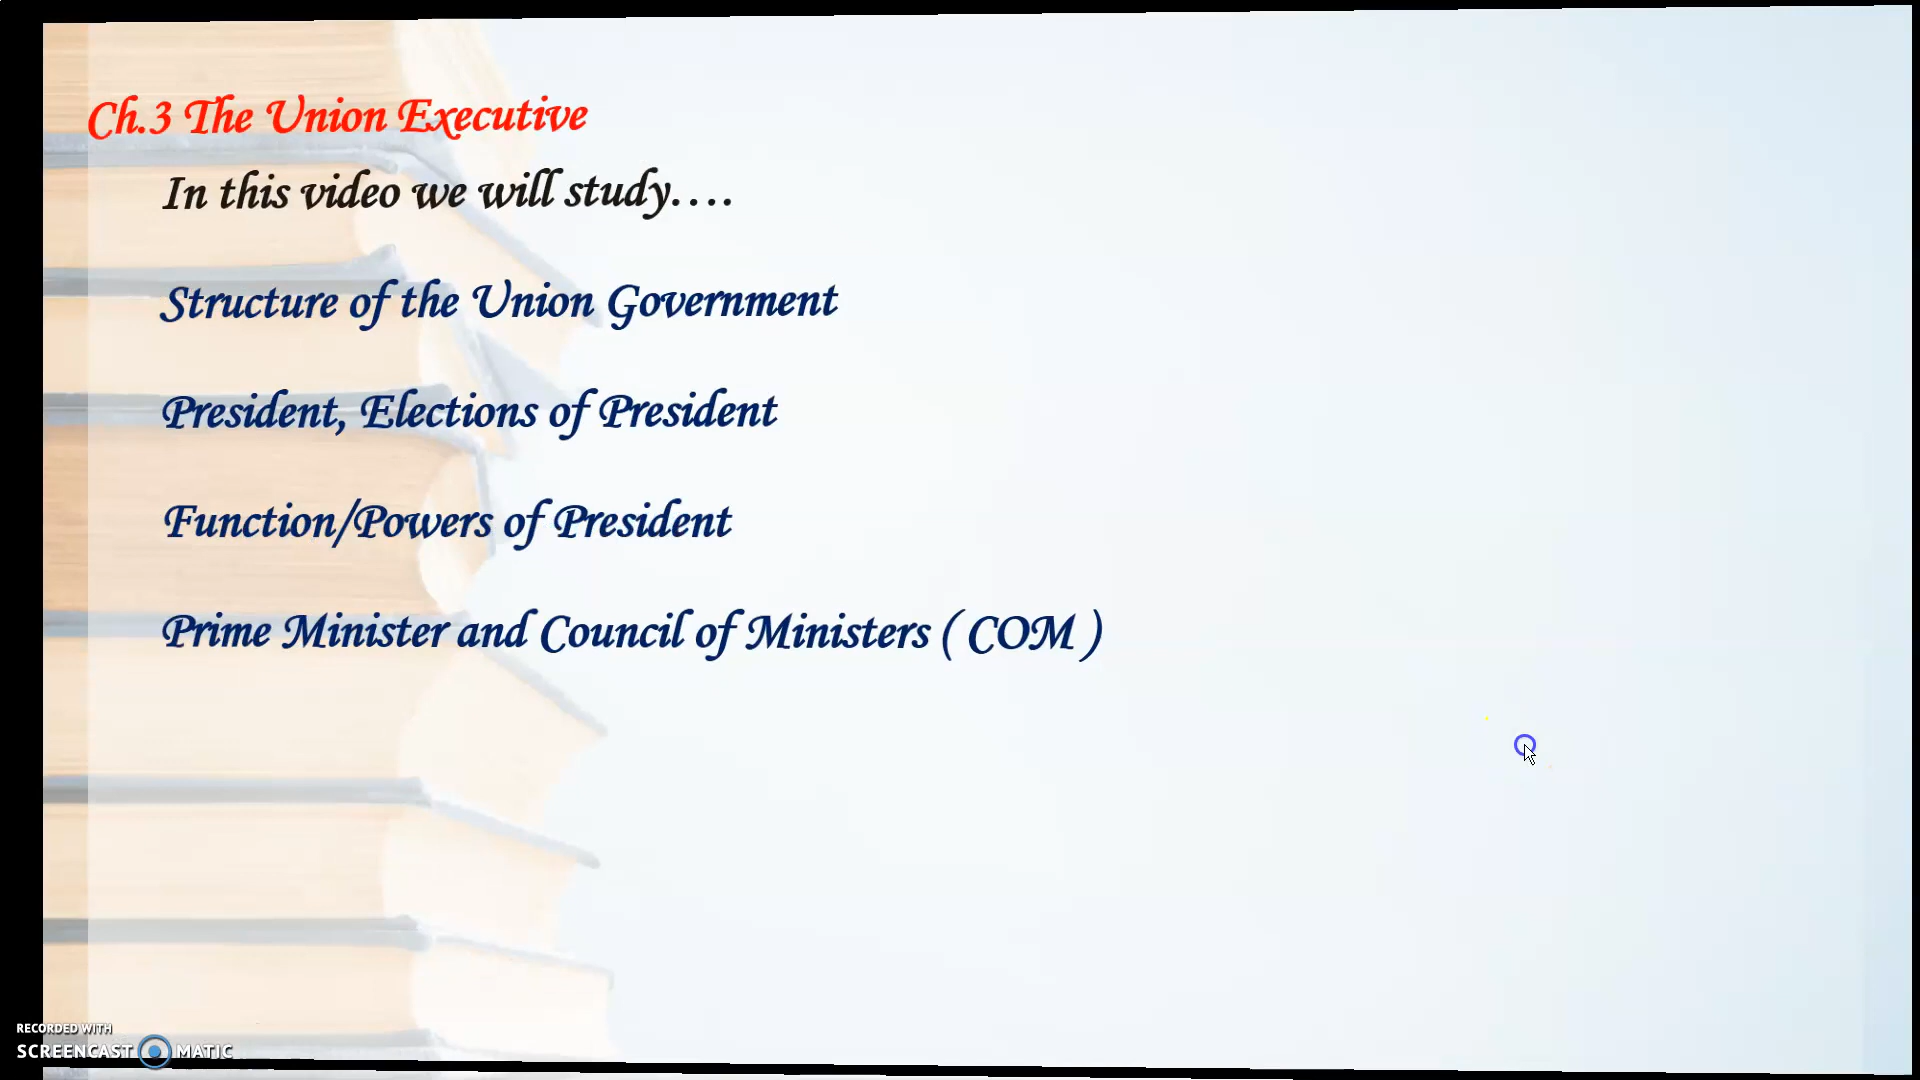 Ch.3 The Union Executive
In this video we will study....
Structure of the Union Government
President, Elections of President
Function/Powers of President
Prime Minister and Council of Ministers ( COM )
RECORDED WITH
SCREENCAST MATIC